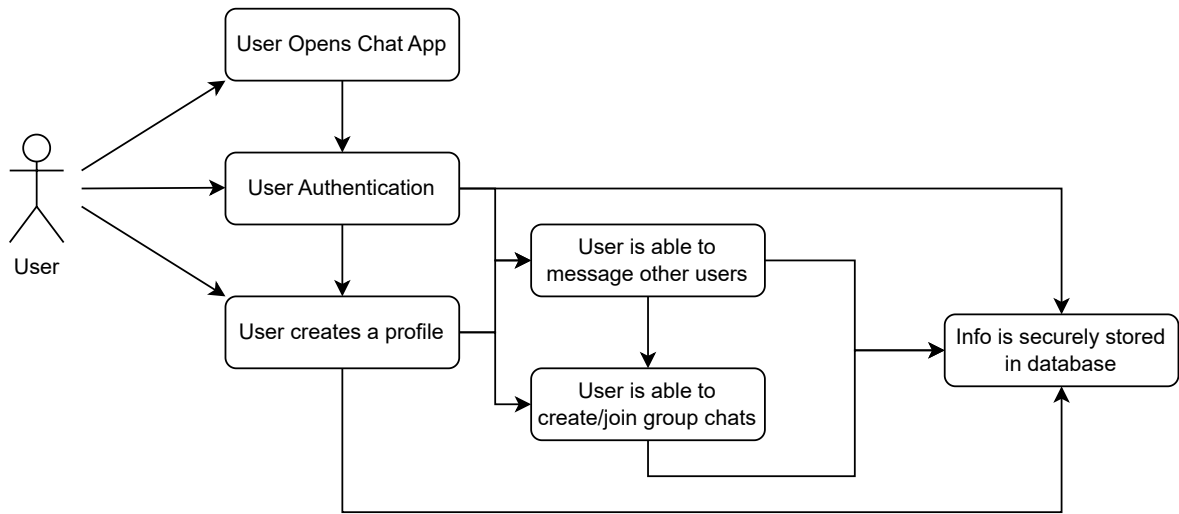 User Opens Chat App
User Authentication
User
User creates a profile
User is able to
message other users
User is able to
create/join group chats
Info is securely stored
in database